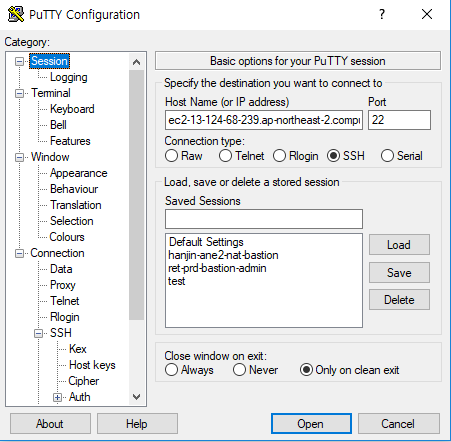 PuTTY Configuration
?
Category:
Session
Logging
Terminal
Keyboard
Bell
Features
Window
Appearance
Behaviour
Translation
Selection
Colours
Connection
Data
Proxy
Telnet
Rlogin
SSH
Kex
Host keys
Cipher
Auth
Basic options for your PuTTY session
Specify the destination you want to connect to
Host Name (or IP address) Port
ec2-13-124-68-239.ap-northeast-2.compu 22
Connection type:
Raw Telnet Rlogin SSH Serial
Load, save or delete a stored session
Saved Sessions
Default Settings
hanjin-ane2-nat-bastion
ret-prd-bastion-admin
test
Load
Save
Delete
Close window on exit:
Always Never Only on clean exit
About Help Open Cancel